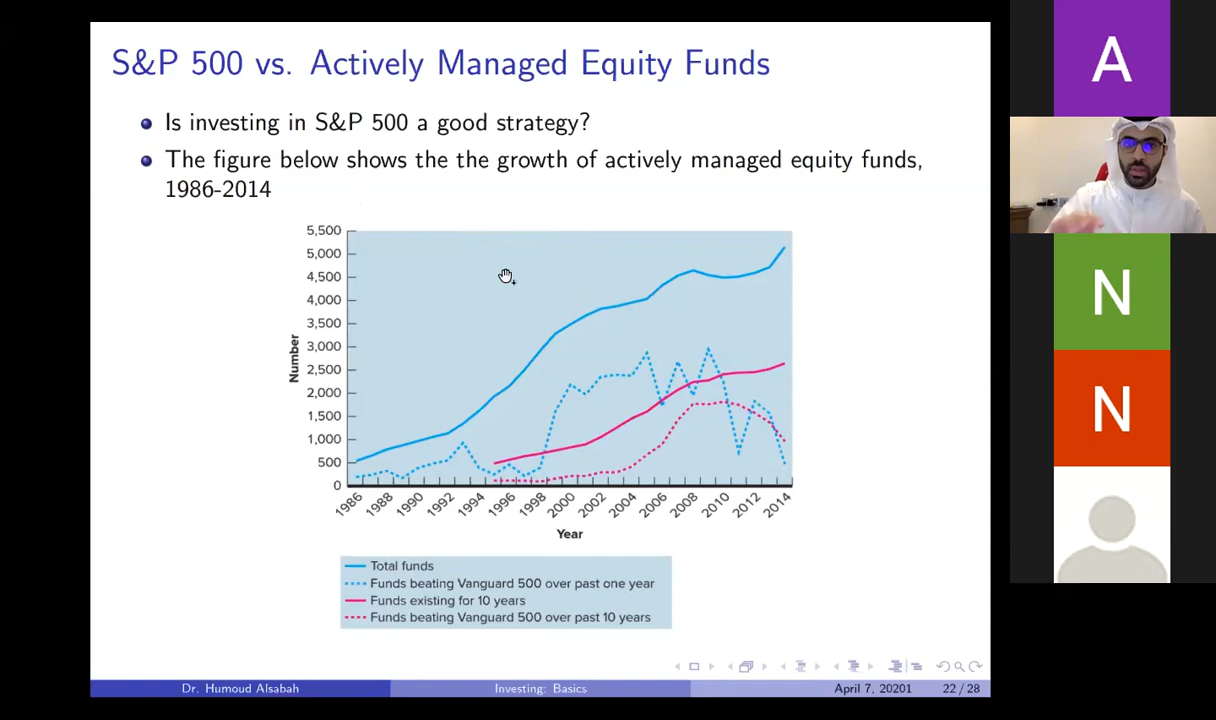 S&P 500 vs. Actively Managed Equity Funds
Is investing in S&P 500 a good strategy?
The figure below shows the the growth of actively managed equity funds,
1986-2014
5,500
5,000
4,500
4,000
3,500
3,000
2,500
2,000
1,500
1,000
500
0
Number
1986
1988
1990
1992
1994
1996
1998
2000
2002
2004
2006
2008
2010
2012
2014
Year
Total funds
Funds beating Vanguard 500 over past one year
Funds existing for 10 years
Funds beating Vanguard 500 over past 10 years
Dr. Humoud Alsabah
Investing: Basics
April 7, 20201
22 / 28
A
N
N